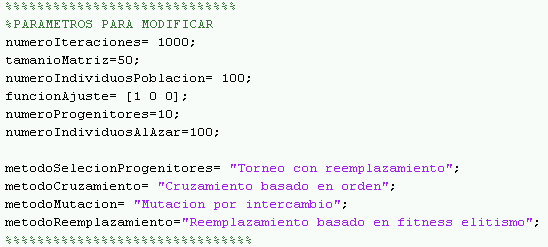 %%%%%%%%%%%%%%%%%%%%%%%%%%%%%
%PARAMETROS PARA MODIFICAR
numeroIteraciones= 1000;
tamanioMatriz=50;
numeroIndividuosPoblacion= 100;
funcionAjuste= [1 0 0];
numeroProgenitores=10;
numeroIndividuosAlAzar=100;
metodoSelecionProgenitores= "Torneo con reemplazamiento";
metodoCruzamiento= "Cruzamiento basado en orden";
metodoMutacion= "Mutacion por intercambio";
metodoReemplazamiento="Reemplazamiento basado en fitness elitismo";
%%%%%%%%%%%%%%%%%%%%%%%%%%%%%%%